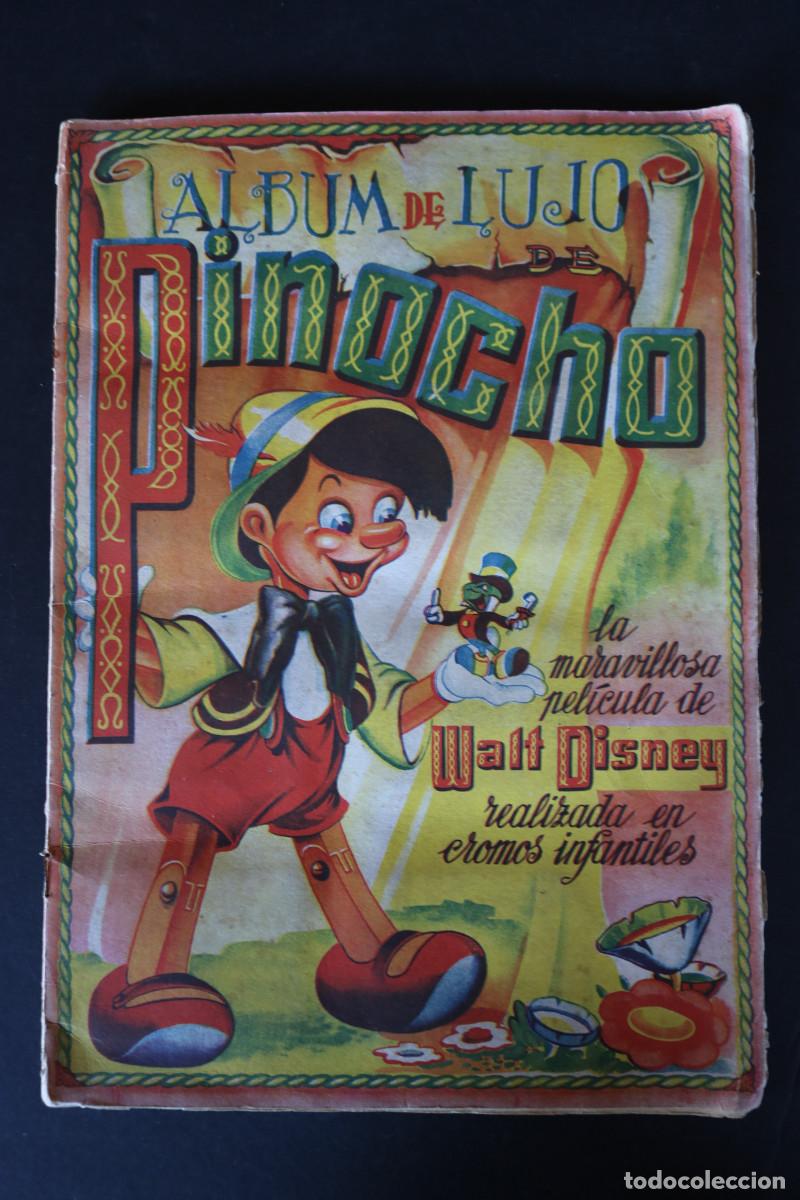 ALBUM DE LUJO
DE
Pinocho
la
maravillosa
película de
Walt Disney
realizada en
cromos infantiles
todocoleccion